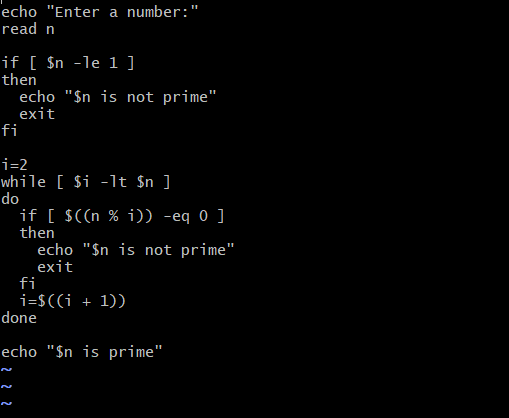 echo "Enter a number:"
read n

if [ $n -le 1 ]
then
  echo "$n is not prime"
  exit
fi

i=2
while [ $i -lt $n ]
do
  if [ $((n % i)) -eq 0 ]
  then
    echo "$n is not prime"
    exit
  fi
  i=$((i + 1))
done

echo "$n is prime"
~
~
~